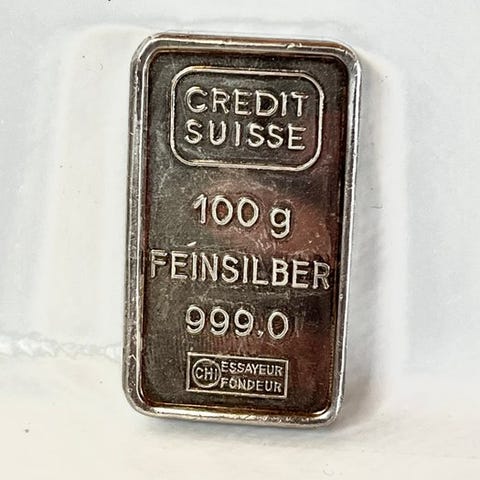 CREDIT
SUISSE
100 g
FEINSILBER
999.0
CHI ESSAYEUR
FONDEUR